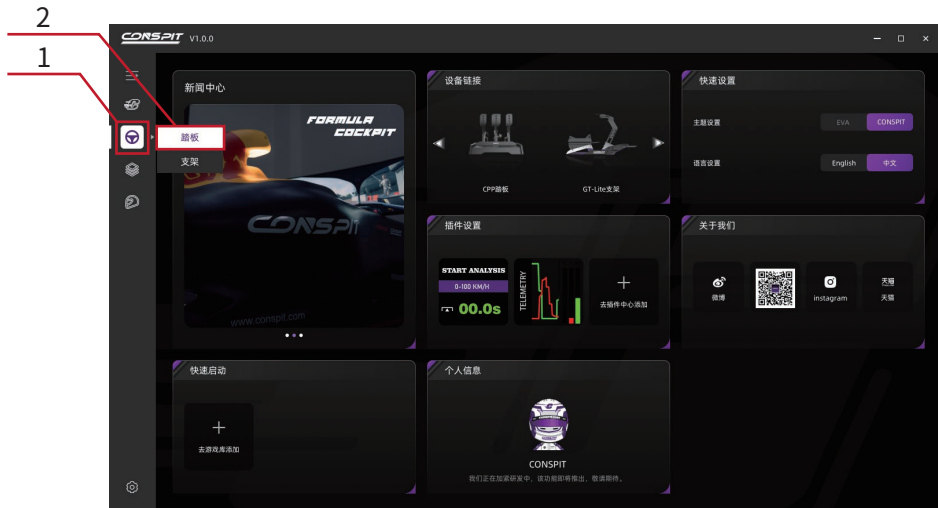 2
1
CONSPIT V1.0.0
新闻中心
FORMULA
COCKPIT
CONSPIT
www.conspit.com
踏板
支架
设备链接
CPP踏板
GT-Lite支架
快速设置
主题设置
EVA
CONSPIT
语言设置
English
中文
插件设置
START ANALYSIS
0-100 KM/H
00.0s
TELEMETRY
去插件中心添加
关于我们
微博
instagram
天猫
天猫
快速启动
去游戏库添加
个人信息
CONSPIT
我们正在加紧研发中，该功能即将推出，敬请期待。